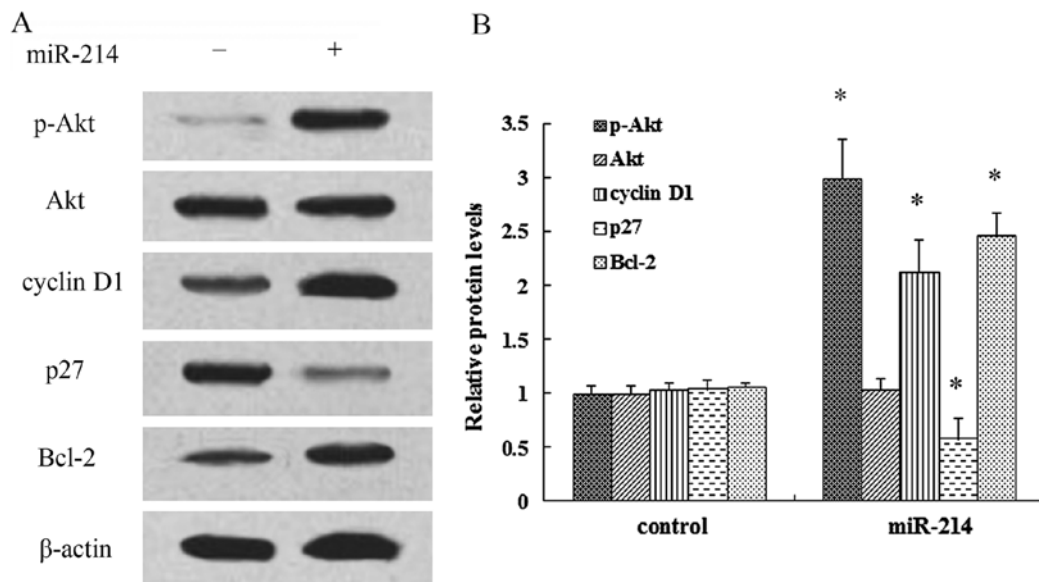 A
miR-214 − +
p-Akt
Akt
cyclin D1
p27
Bcl-2
β-actin
B
Relative protein levels
3.5
3
2.5
2
1.5
1
0.5
0
p-Akt
Akt
cyclin D1
p27
Bcl-2
*
*
*
*
control
miR-214